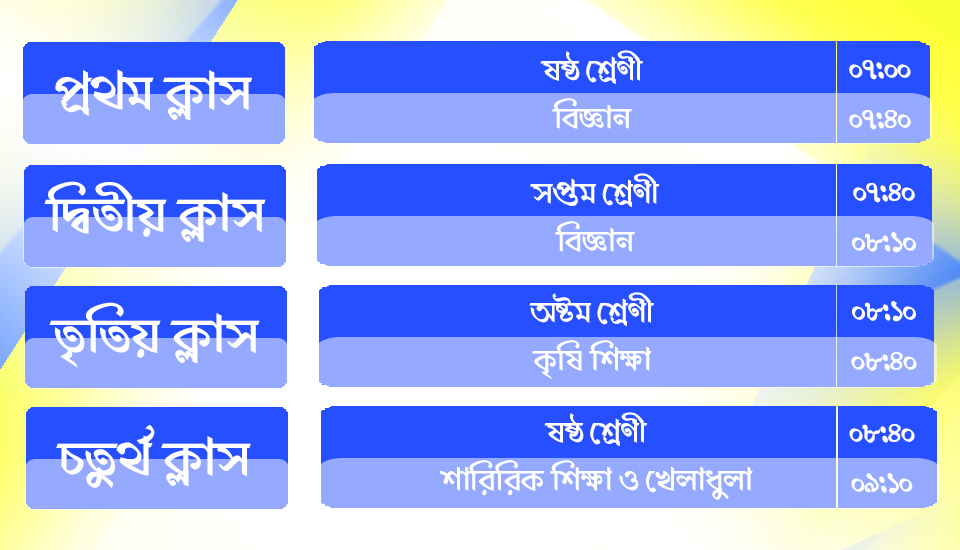 প্রথম ক্লাস
ষষ্ঠ শ্রেণী ০৭:০০
বিজ্ঞান ০৭:৪০
দ্বিতীয় ক্লাস
সপ্তম শ্রেণী ০৭:৪০
বিজ্ঞান ০৮:১০
তৃতিয় ক্লাস
অষ্টম শ্রেণী ০৮:১০
কৃষি শিক্ষা ০৮:৪০
চতুর্থ ক্লাস
ষষ্ঠ শ্রেণী ০৮:৪০
শারিরিক শিক্ষা ও খেলাধুলা ০৯:১০